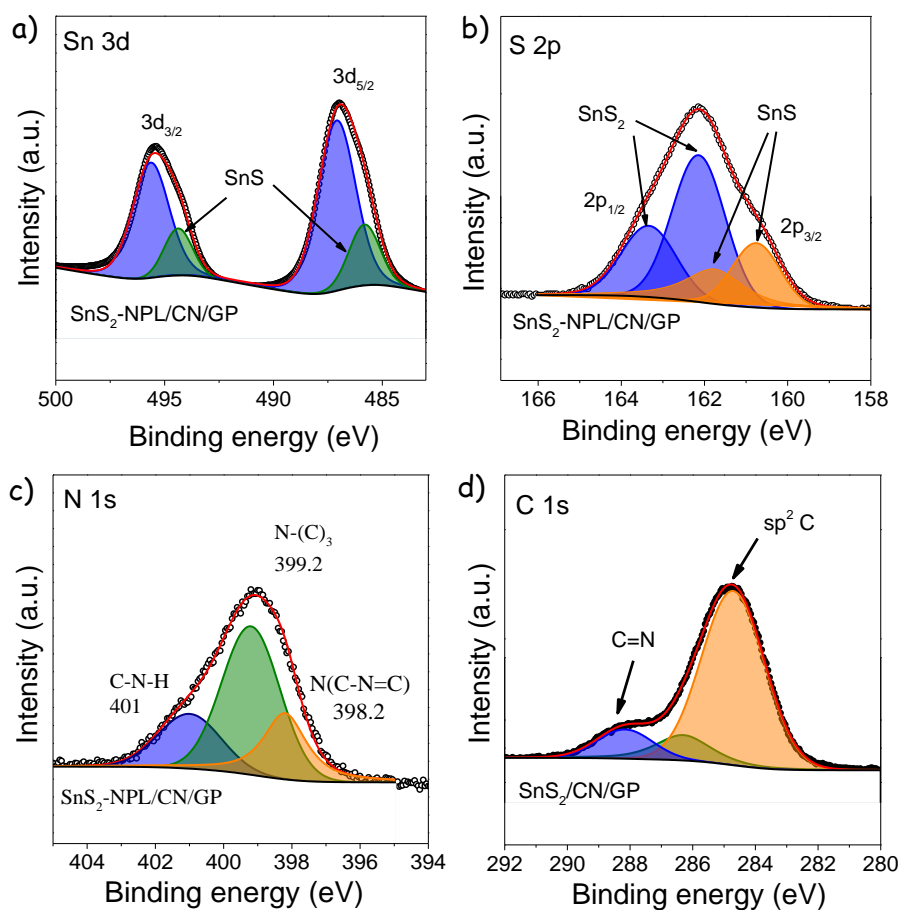 a)
Sn 3d
3d5/2
3d3/2
SnS
SnS2-NPL/CN/GP
Intensity (a.u.)
500 495 490 485
Binding energy (eV)
b)
S 2p
SnS2
SnS
2p1/2
2p3/2
SnS2-NPL/CN/GP
Intensity (a.u.)
166 164 162 160 158
Binding energy (eV)
c)
N 1s
N-(C)3
399.2
C-N-H
401
N(C-N=C)
398.2
SnS2-NPL/CN/GP
Intensity (a.u.)
404 402 400 398 396 394
Binding energy (eV)
d)
C 1s
sp2 C
C=N
SnS2/CN/GP
Intensity (a.u.)
292 290 288 286 284 282 280
Binding energy (eV)